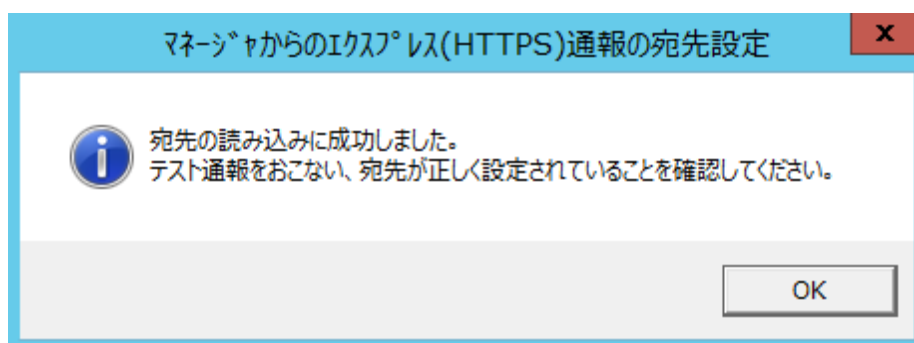 ﾏﾈｰｼﾞｬからのｴｸｽﾌﾟﾚｽ(HTTPS)通報の宛先設定
x
宛先の読み込みに成功しました。
テスト通報をおこない、宛先が正しく設定されていることを確認してください。
OK